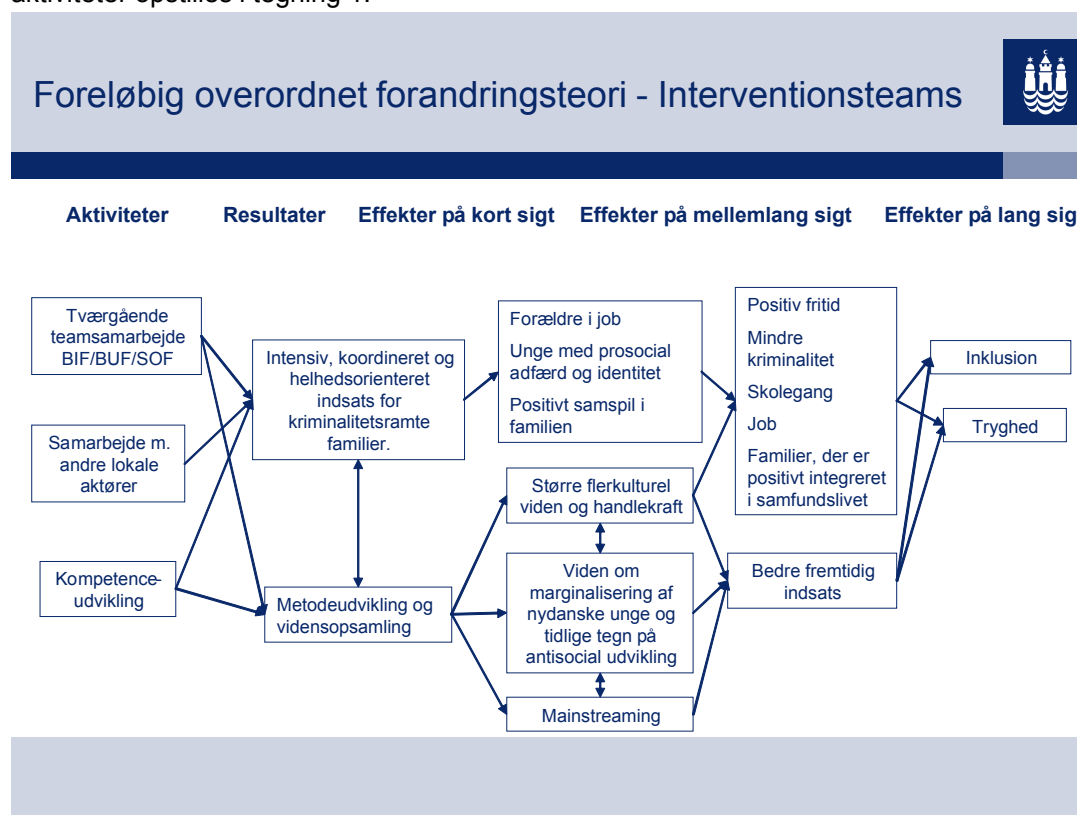 Foreløbig overordnet forandringsteori - Interventionsteams
Aktiviteter
Resultater
Effekter på kort sigt
Effekter på mellemlang sigt
Effekter på lang sig
Tværgående
teamsamarbejde
BIF/BUF/SOF
Samarbejde m.
andre lokale
aktører
Kompetence-
udvikling
Intensiv, koordineret og
helhedsorienteret
indsats for
kriminalitetsramte
familier.
Metodeudvikling og
vidensopsamling
Forældre i job
Unge med prosocial
adfærd og identitet
Positivt samspil i
familien
Større flerkulturel
viden og handlekraft
Viden om
marginalisering af
nydanske unge og
tidlige tegn på
antisocial udvikling
Mainstreaming
Positiv fritid
Mindre
kriminalitet
Skolegang
Job
Familier, der er
positivt integreret
i samfundslivet
Bedre fremtidig
indsats
Inklusion
Tryghed